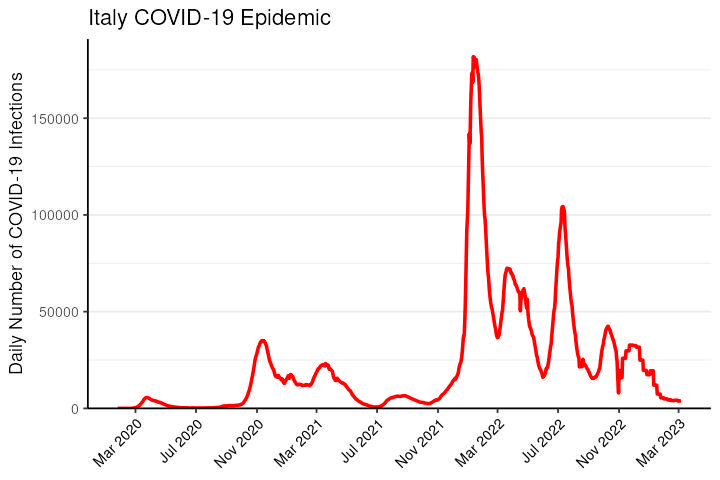 Italy COVID-19 Epidemic
Daily Number of COVID-19 Infections
150000
100000
50000
0
Mar 2020
Jul 2020
Nov 2020
Mar 2021
Jul 2021
Nov 2021
Mar 2022
Jul 2022
Nov 2022
Mar 2023